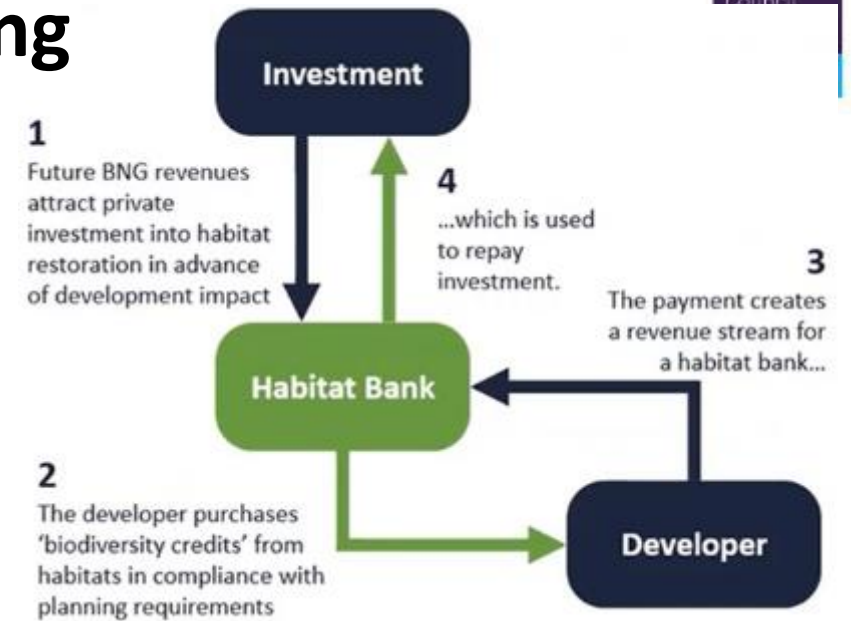 ng
Investment
1
Future BNG revenues
attract private
investment into habitat
restoration in advance
of development impact
4
...which is used
to repay
investment.
3
The payment creates
a revenue stream for
a habitat bank...
Habitat Bank
2
The developer purchases
‘biodiversity credits’ from
habitats in compliance with
planning requirements
Developer